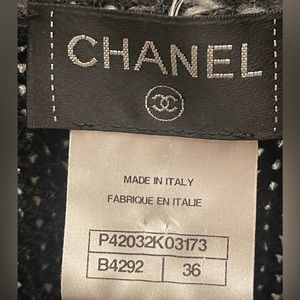 CHANEL
MADE IN ITALY
FABRIQUE EN ITALIE
P42032K03173
B4292 36